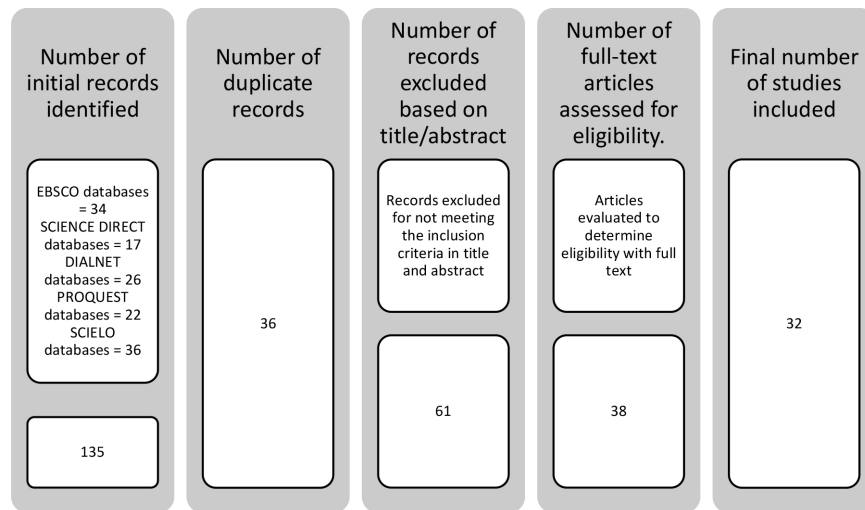 Number of
initial records
identified
EBSCO databases
= 34
SCIENCE DIRECT
databases = 17
DIALNET
databases = 26
PROQUEST
databases = 22
SCIELO
databases = 36
135
Number of
duplicate
records
36
Number of
records
excluded
based on
title/abstract
Records excluded
for not meeting
the inclusion
criteria in title
and abstract
61
Number of
full-text
articles
assessed for
eligibility.
Articles
evaluated to
determine
eligibility with full
text
38
Final number
of studies
included
32